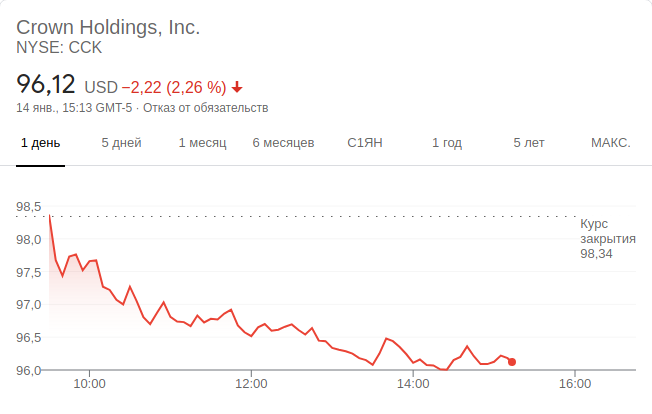 Crown Holdings, Inc.
NYSE: CCK
96,12 USD −2,22 (2,26 %)
14 янв., 15:13 GMT-5 · Отказ от обязательств
1 день 5 дней 1 месяц 6 месяцев С1ЯН 1 год 5 лет МАКС.
98,5
98,0
97,5
97,0
96,5
96,0
Курс
закрытия
98,34
10:00 12:00 14:00 16:00